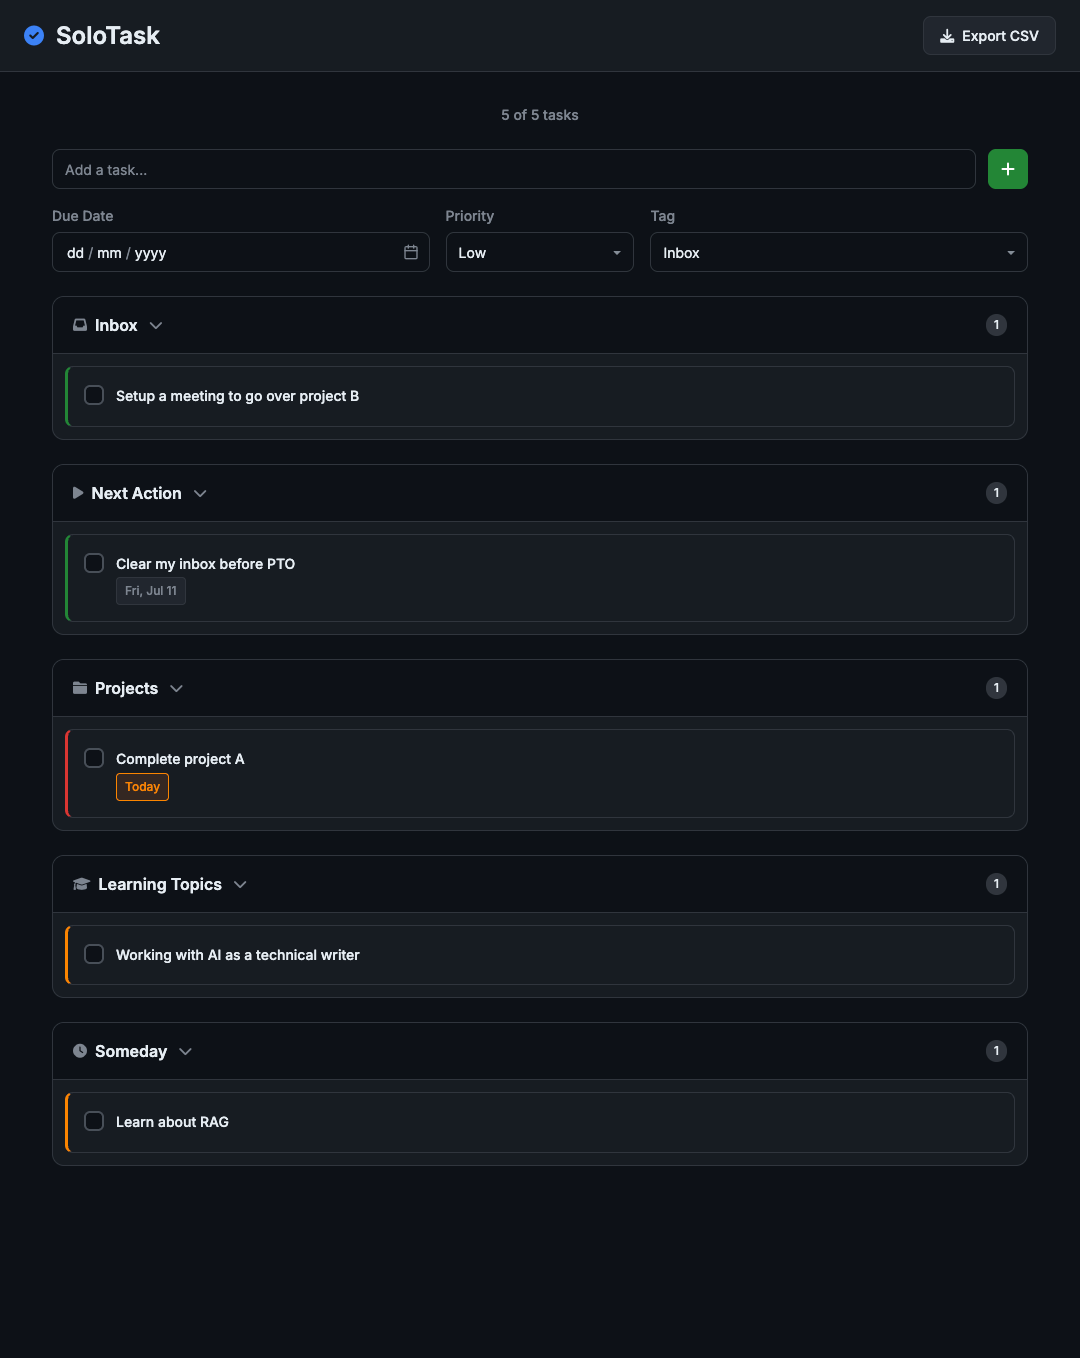 SoloTask
Export CSV
5 of 5 tasks
Add a task...
Due Date
Priority
Tag
dd / mm / yyyy
Low
Inbox
Inbox
1
Setup a meeting to go over project B
Next Action
1
Clear my inbox before PTO
Fri, Jul 11
Projects
1
Complete project A
Today
Learning Topics
1
Working with AI as a technical writer
Someday
1
Learn about RAG